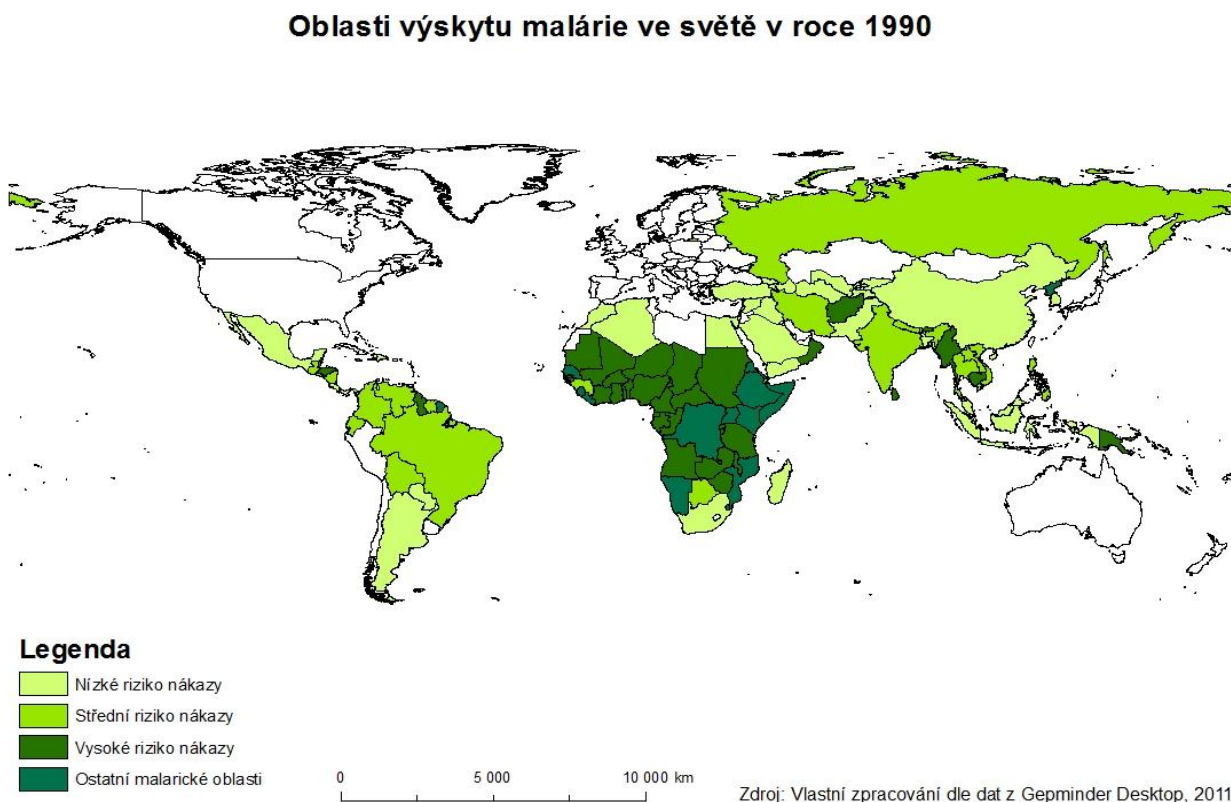 Oblasti výskytu malárie ve světě v roce 1990
Legenda
Nízké riziko nákazy
Střední riziko nákazy
Vysoké riziko nákazy
Ostatní malarické oblasti
0 5 000 10 000 km
Zdroj: Vlastní zpracování dle dat z Gepminder Desktop, 2011